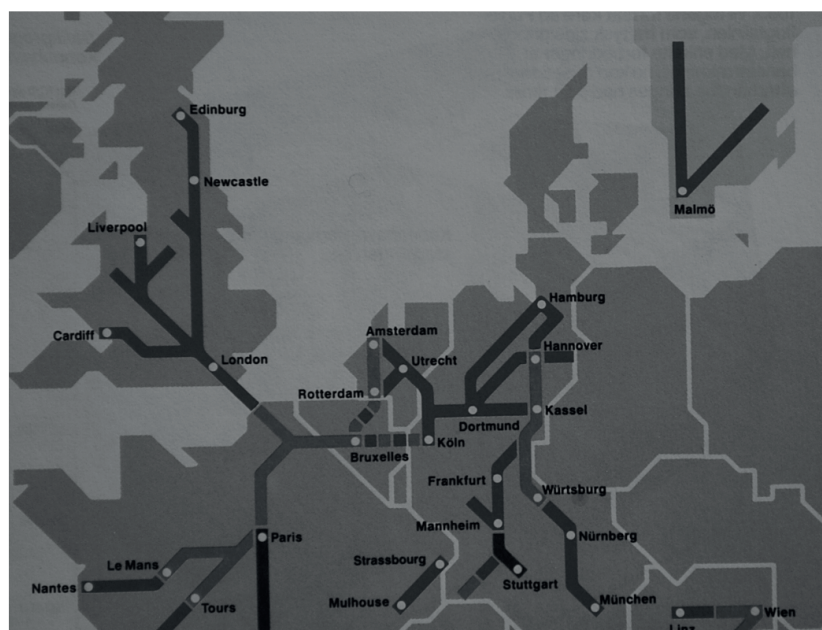 Edinburg
Newcastle
Liverpool
Malmö
Cardiff
London
Hamburg
Amsterdam
Hannover
Utrecht
Rotterdam
Kassel
Dortmund
Köln
Bruxelles
Frankfurt
Würtsburg
Mannheim
Nürnberg
Paris
Strassbourg
Le Mans
Stuttgart
Nantes
Mulhouse
München
Tours
Wien
Linz